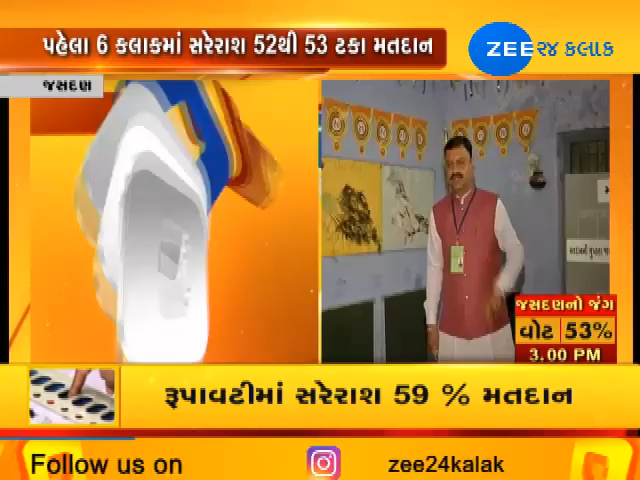 પહેલા 6 કલાકમાં સરેરાશ 52થી 53 ટકા મતદાન
ZEE ૨૪ કલાક
જસદણ
જસદણનો જંગ
વોટ 53%
3.00 PM
રૂપાવટીમાં સરેરાશ 59 % મતદાન
Follow us on zee24kalak